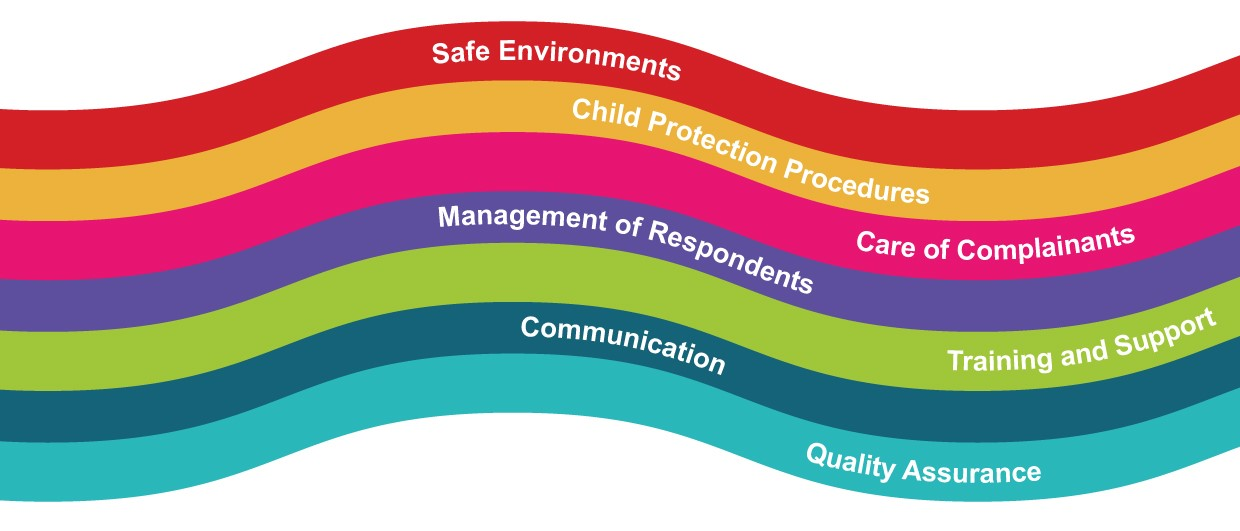 Safe Environments
Child Protection Procedures
Care of Complainants
Management of Respondents
Training and Support
Communication
Quality Assurance